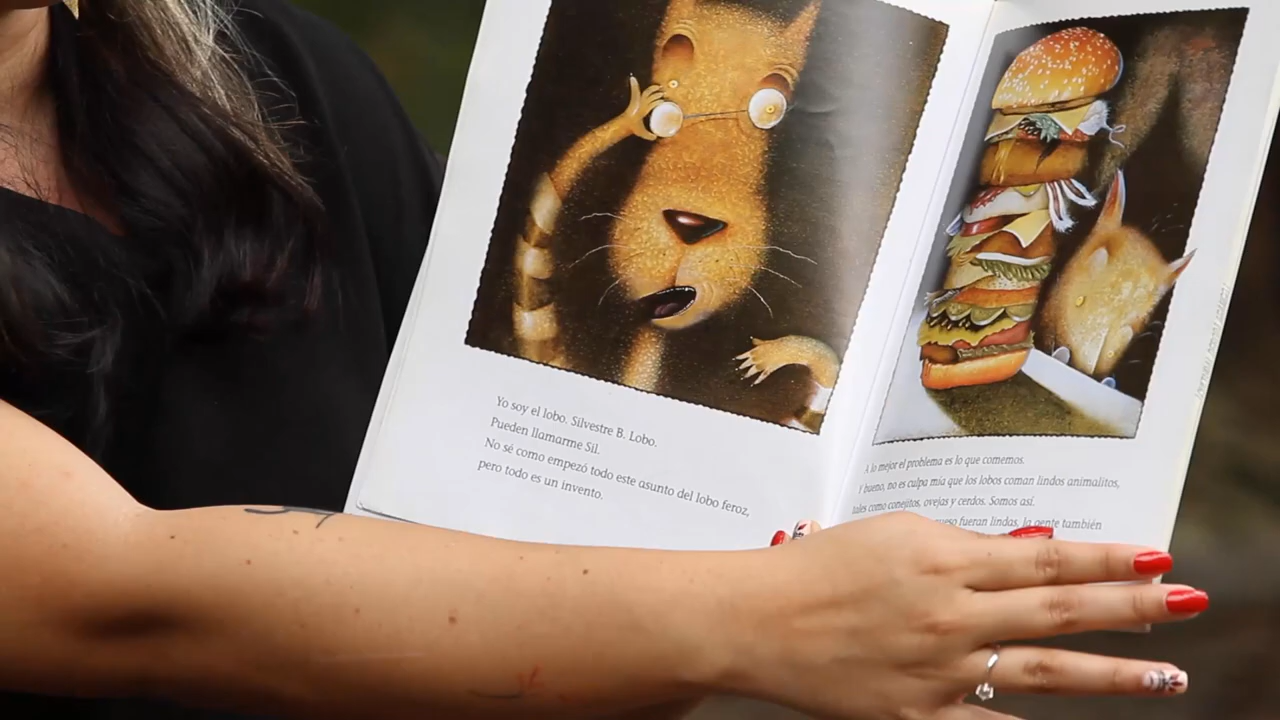 Yo soy el lobo. Silvestre B. Lobo.
Pueden llamarme Sil.
No sé como empezó todo este asunto del lobo feroz,
pero todo es un invento.
A lo mejor el problema es lo que comemos.
Y bueno, no es culpa mía que los lobos coman lindos animalitos,
tales como conejitos, ovejas y cerdos. Somos así.
fueran lindas, la gente también